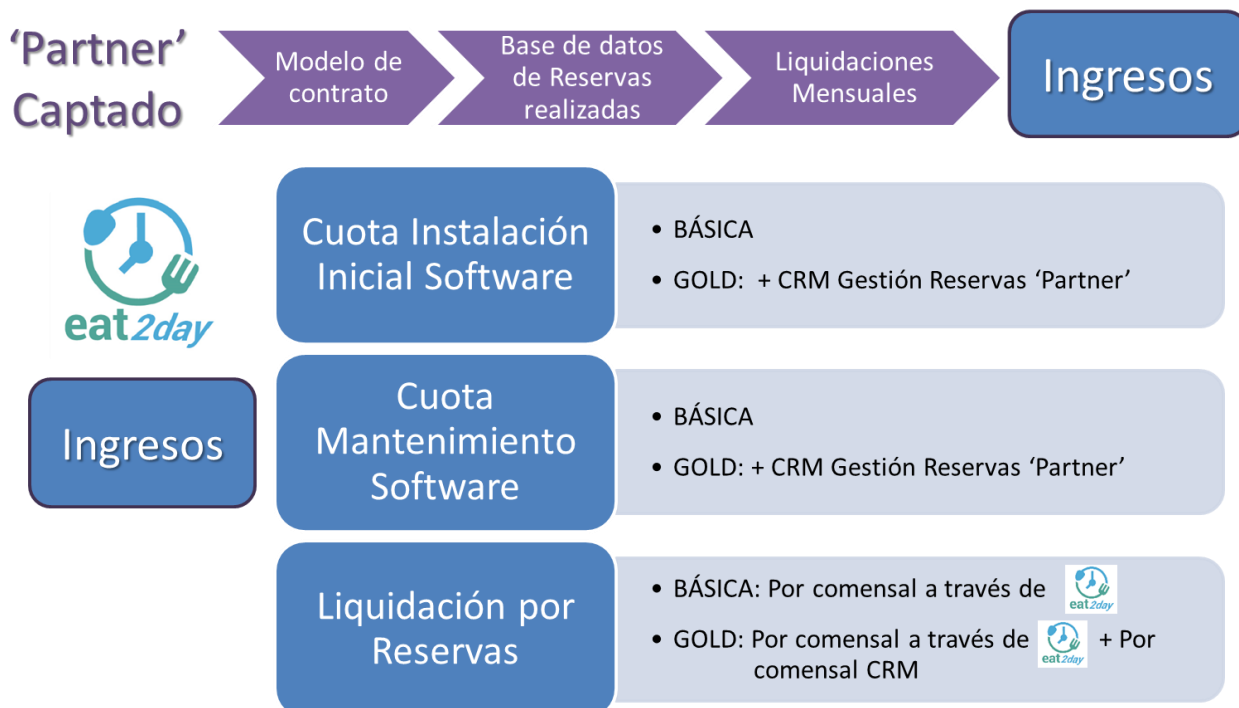 ‘Partner’
Captado
Modelo de
contrato
Base de datos
de Reservas
realizadas
Liquidaciones
Mensuales
Ingresos
eat2day
Ingresos
Cuota Instalación
Inicial Software
• BÁSICA
• GOLD: + CRM Gestión Reservas ‘Partner’
Cuota
Mantenimiento
Software
• BÁSICA
• GOLD: + CRM Gestión Reservas ‘Partner’
Liquidación por
Reservas
• BÁSICA: Por comensal a través de eat2day
• GOLD: Por comensal a través de eat2day + Por
comensal CRM